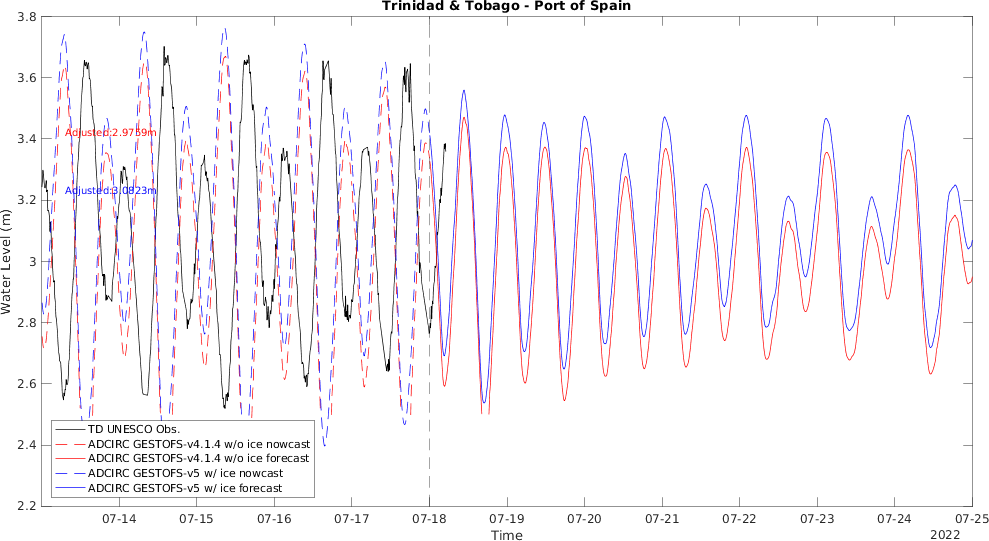 Trinidad & Tobago - Port of Spain
3.8
3.6
3.4
3.2
3
2.8
2.6
2.4
2.2
Water Level (m)
Adjusted:2.9759m
Adjusted:3.0823m
TD UNESCO Obs.
ADCIRC GESTOFS-v4.1.4 w/o ice nowcast
ADCIRC GESTOFS-v4.1.4 w/o ice forecast
ADCIRC GESTOFS-v5 w/ ice nowcast
ADCIRC GESTOFS-v5 w/ ice forecast
07-14 07-15 07-16 07-17 07-18 07-19 07-20 07-21 07-22 07-23 07-24 07-25
Time
2022